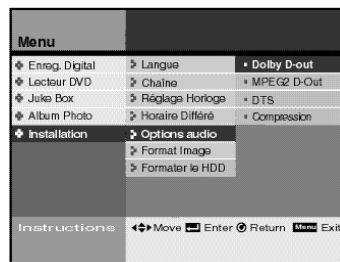 Menu
Enreg. Digital
Langue
Dolby D-out
Lecteur DVD
Chaîne
MPEG2 D-Out
Juke Box
Réglage Horloge
DTS
Album Photo
Horaire Différé
Compression
Installation
Options audio
Format Image
Formater le HDD
Instructions Move Enter Return Menu Exit